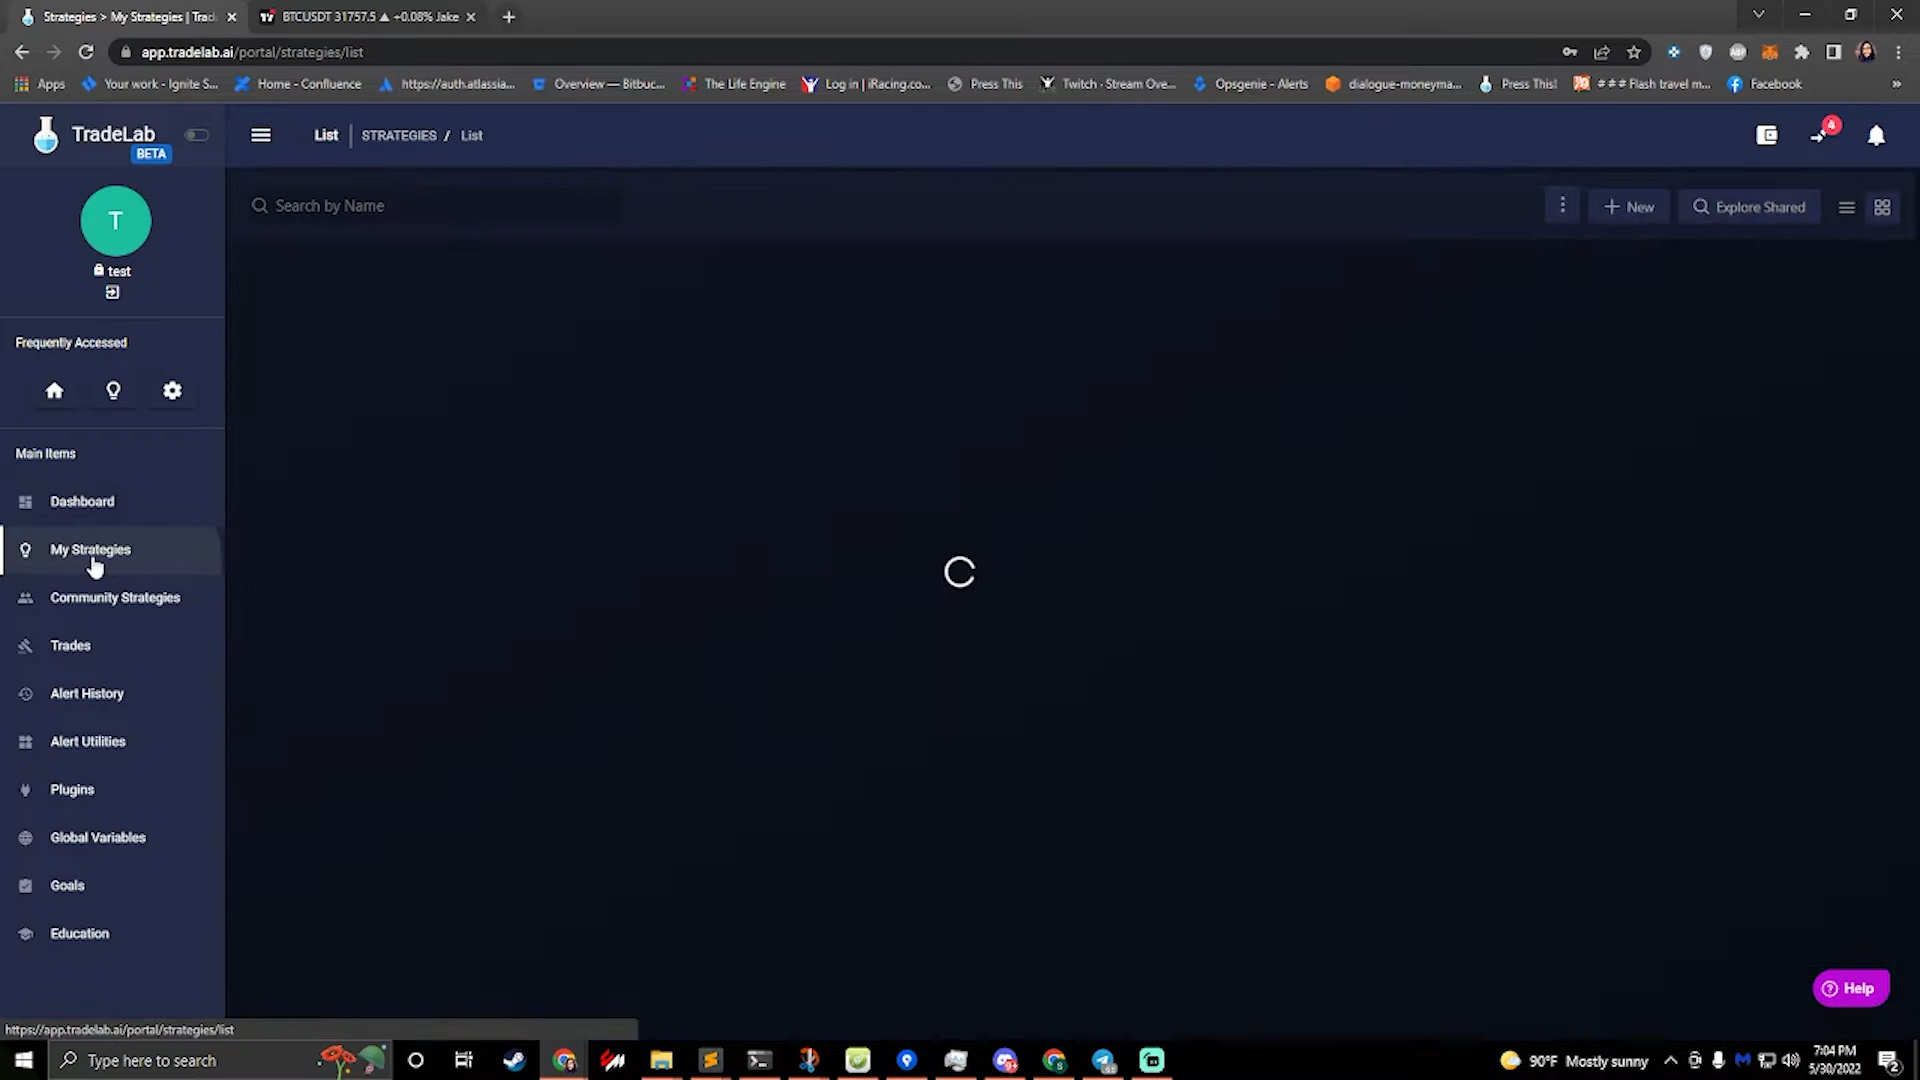 Strategies > My Strategies | Trad
BTCUSDT 31757.5 ▲ +0.08% Jake
app.tradelab.ai/portal/strategies/list
Apps
Your work - Ignite S...
Home - Confluence
https://auth.atlassia...
Overview — Bitbuc...
The Life Engine
Log in | iRacing.co...
Press This
Twitch - Stream Ove...
Opsgenie - Alerts
dialogue-moneyma...
Press This!
###Flash travel m...
Facebook
»
TradeLab
BETA
List | STRATEGIES / List
4
T
test
Search by Name
+ New
Explore Shared
Frequently Accessed
Main Items
Dashboard
My Strategies
Community Strategies
Trades
Alert History
Alert Utilities
Plugins
Global Variables
Goals
Education
? Help
https://app.tradelab.ai/portal/strategies/list
Type here to search
90°F Mostly sunny
7:04 PM
5/30/2022
2